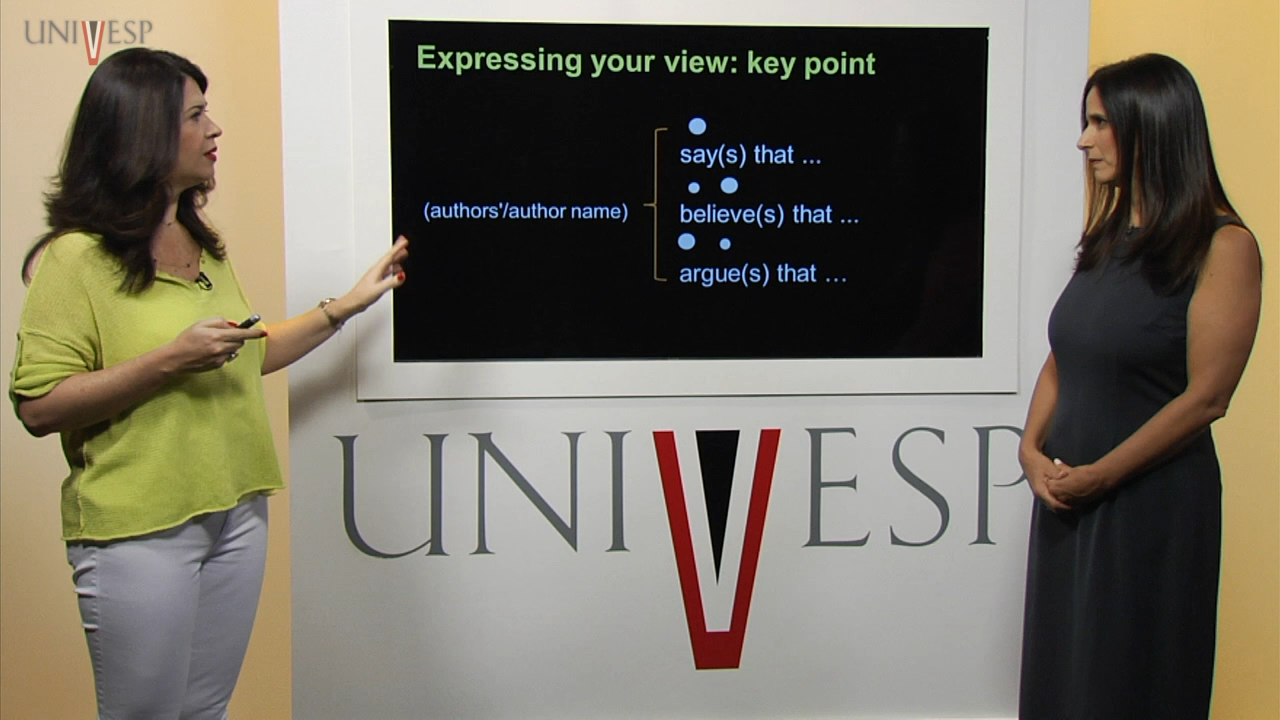 UNIVESP
Expressing your view: key point
say(s) that ...
(authors'/author name)
believe(s) that ...
argue(s) that ...
UNIVESP